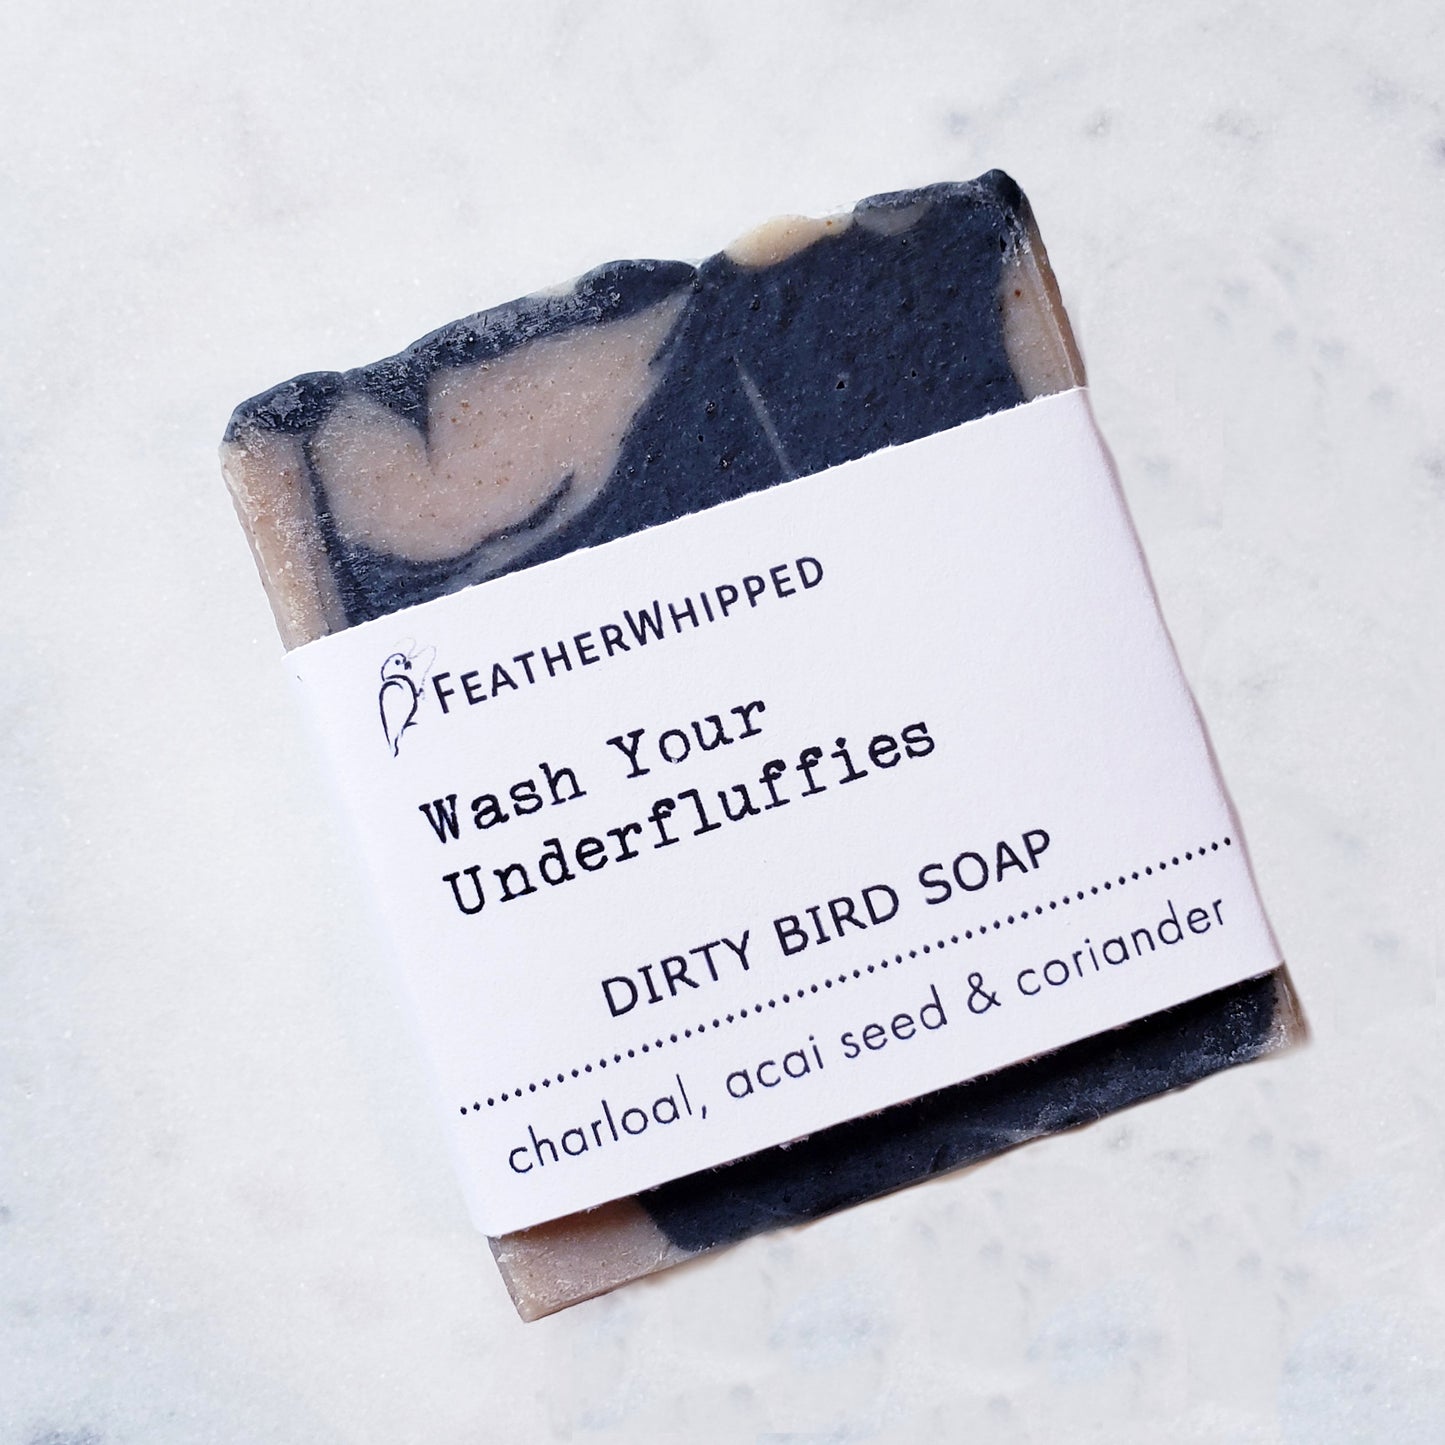 FEATHERWHIPPED
Wash Your
Underfluffies
DIRTY BIRD SOAP
charloal, acai seed & coriander